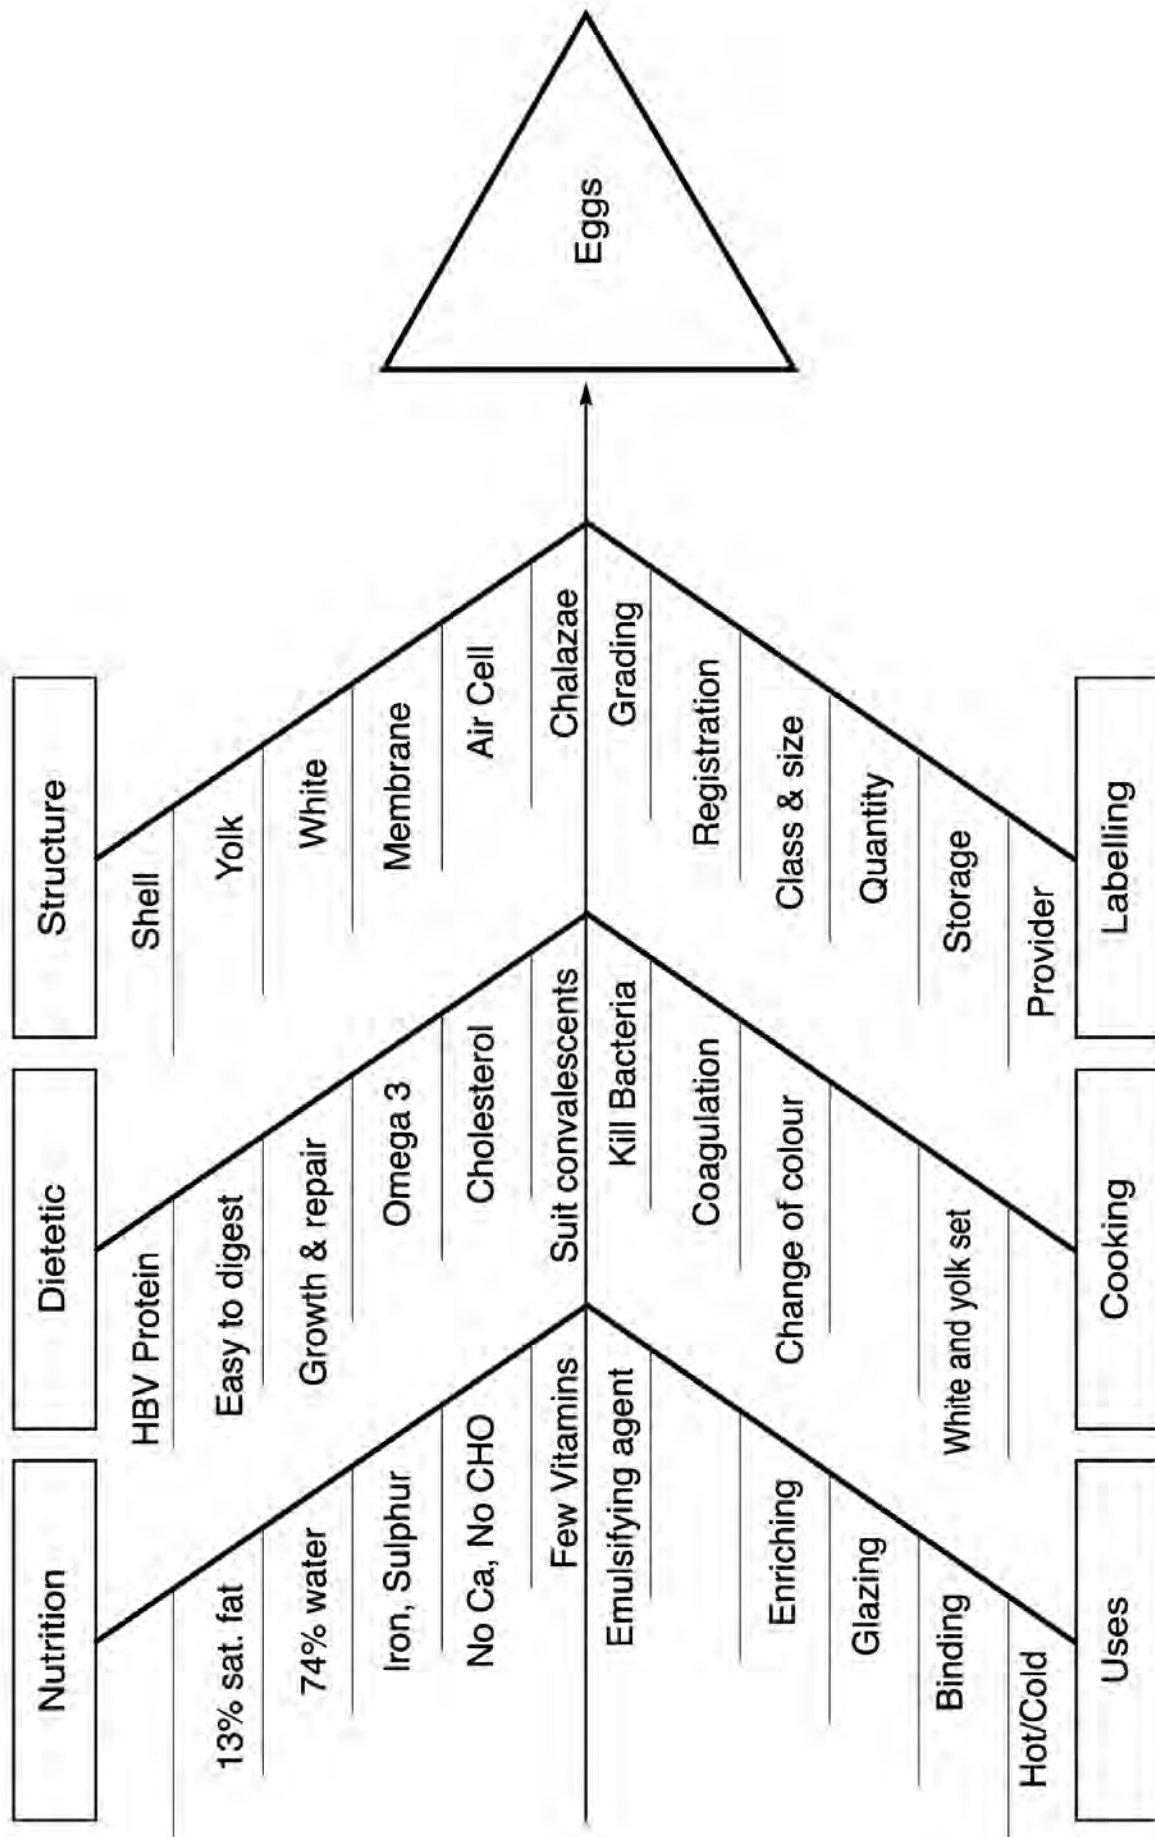 Nutrition
13% sat. fat
74% water
Iron, Sulphur
No Ca, No CHO
Few Vitamins
Dietetic
HBV Protein
Easy to digest
Growth & repair
Omega 3
Cholesterol
Suit convalescents
Structure
Shell
Yolk
White
Membrane
Air Cell
Chalazae
Eggs
Emulsifying agent
Enriching
Glazing
Binding
Hot/Cold
Uses
Kill Bacteria
Coagulation
Change of colour
White and yolk set
Cooking
Grading
Registration
Class & size
Quantity
Storage
Provider
Labelling